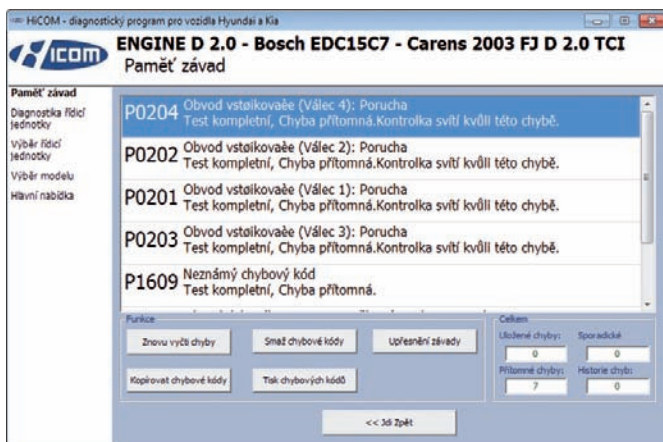 HiCOM - diagnostický program pro vozidla Hyundai a Kia
HICOM
ENGINE D 2.0 - Bosch EDC15C7 - Carens 2003 FJ D 2.0 TCI
Paměť závad
Paměť závad
Diagnostika řídicí
jednotky
Výběr řídicí
jednotky
Výběr modelu
Hlavní nabídka
P0204 Obvod vstøikovaèe (Válec 4): Porucha
Test kompletní, Chyba přítomná.Kontrolka svítí kvůli této chybě.
P0202 Obvod vstøikovaèe (Válec 2): Porucha
Test kompletní, Chyba přítomná.Kontrolka svítí kvůli této chybě.
P0201 Obvod vstøikovaèe (Válec 1): Porucha
Test kompletní, Chyba přítomná.Kontrolka svítí kvůli této chybě.
P0203 Obvod vstøikovaèe (Válec 3): Porucha
Test kompletní, Chyba přítomná.Kontrolka svítí kvůli této chybě.
P1609 Neznámý chybový kód
Test kompletní, Chyba přítomná.
Funkce
Znovu vyčti chyby
Smaž chybové kódy
Upřesnění závady
Kopírovat chybové kódy
Tisk chybových kódů
Celkem
Uložené chyby: Sporadické
0 0
Přítomné chyby: Historie chyb:
7 0
<< Jdi Zpět